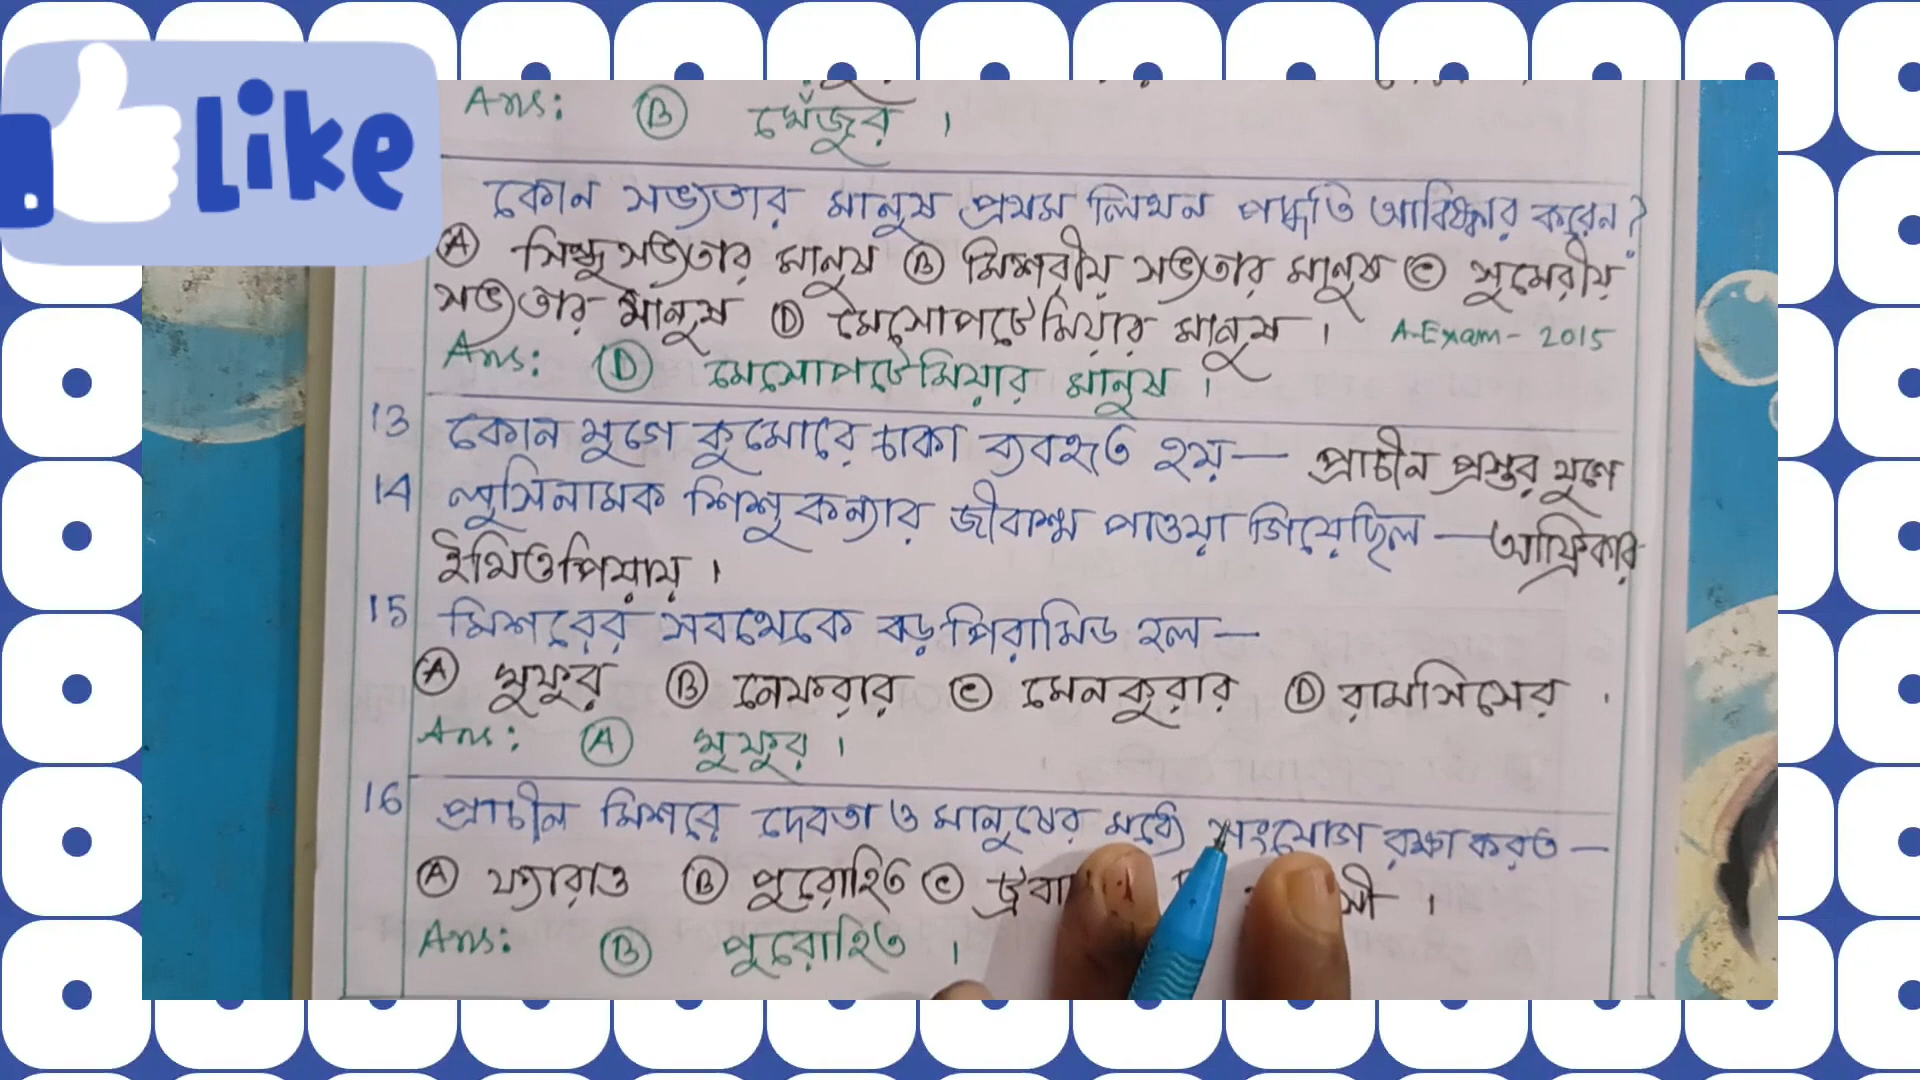 Like
Ans: B খেঁজুর ।
কোন সভ্যতার মানুষ প্রথম লিখন পদ্ধতি আবিষ্কার করেন ?
A সিন্ধু সভ্যতার মানুষ B মিশরীয় সভ্যতার মানুষ C সুমেরীয়
সভ্যতার মানুষ D মেসোপটেমিয়ার মানুষ । A-Exam-2015
Ans: D মেসোপটেমিয়ার মানুষ ।
13 কোন যুগে কুমোরে চাকা ব্যবহৃত হয় — প্রাচীন প্রস্তুর যুগে
14 লুসিনামক শিশু কন্যার জীবাশ্ম পাওয়া গিয়েছিল — আফ্রিকার
ইথিওপিয়ায় ।
15 মিশরের সবথেকে বড় পিরামিড হল —
A খুফুর B নেফরার C মেনকুরার D রামসিসের .
Ans: A খুফুর ।
16 প্রাচীন মিশরে দেবতা ও মানুষের মধ্যে সংযোগ রক্ষা করত —
A ফ্যারাও B পুরোহিত C সী ।
Ans: B পুরোহিত ।